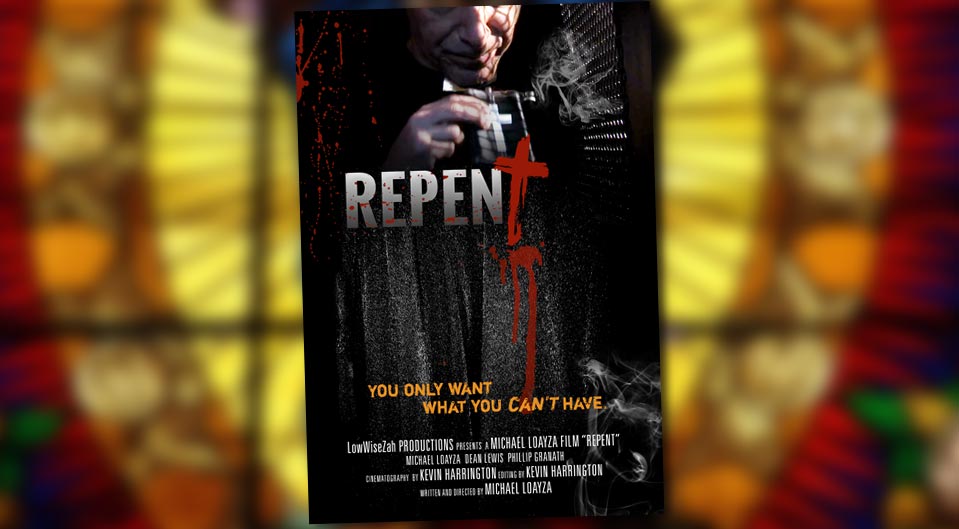 REPENt
YOU ONLY WANT
WHAT YOU CAN'T HAVE.
LowWiseZah PRODUCTIONS PRESENTS A MICHAEL LOAYZA FILM "REPENT"
MICHAEL LOAYZA DEAN LEWIS PHILLIP GRANATH
CINEMATOGRAPHY BY KEVIN HARRINGTON EDITING BY KEVIN HARRINGTON
WRITTEN AND DIRECTED BY MICHAEL LOAYZA